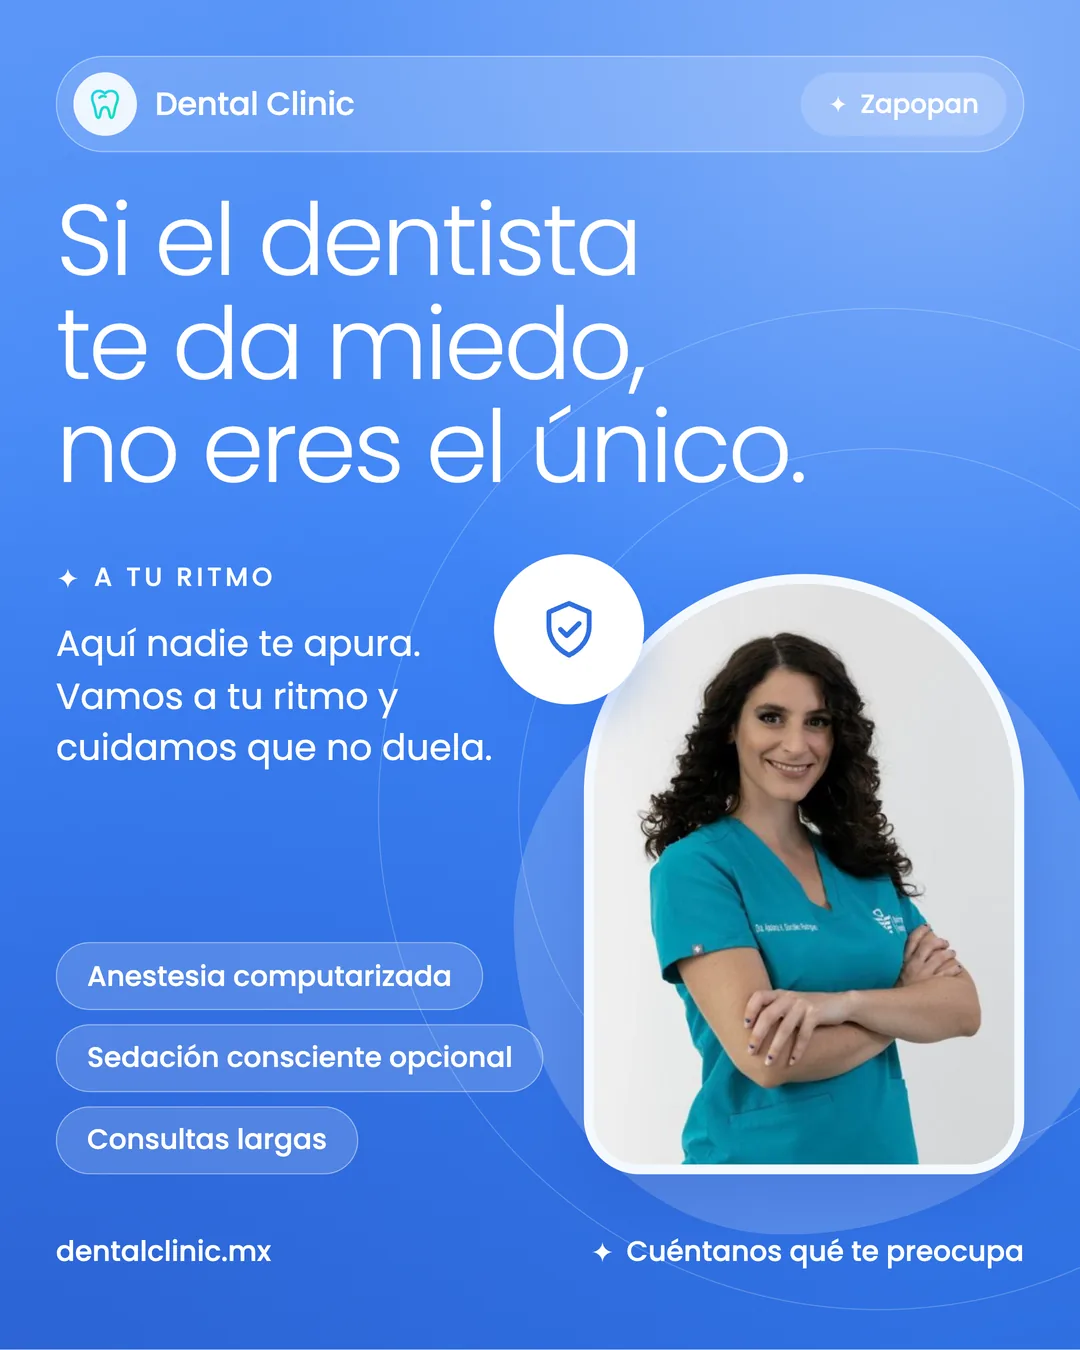 Dental Clinic
Zapopan
Si el dentista
te da miedo,
no eres el único.
A TU RITMO
Aquí nadie te apura.
Vamos a tu ritmo y
cuidamos que no duela.
Anestesia computarizada
Sedación consciente opcional
Consultas largas
dentalclinic.mx
Cuéntanos qué te preocupa